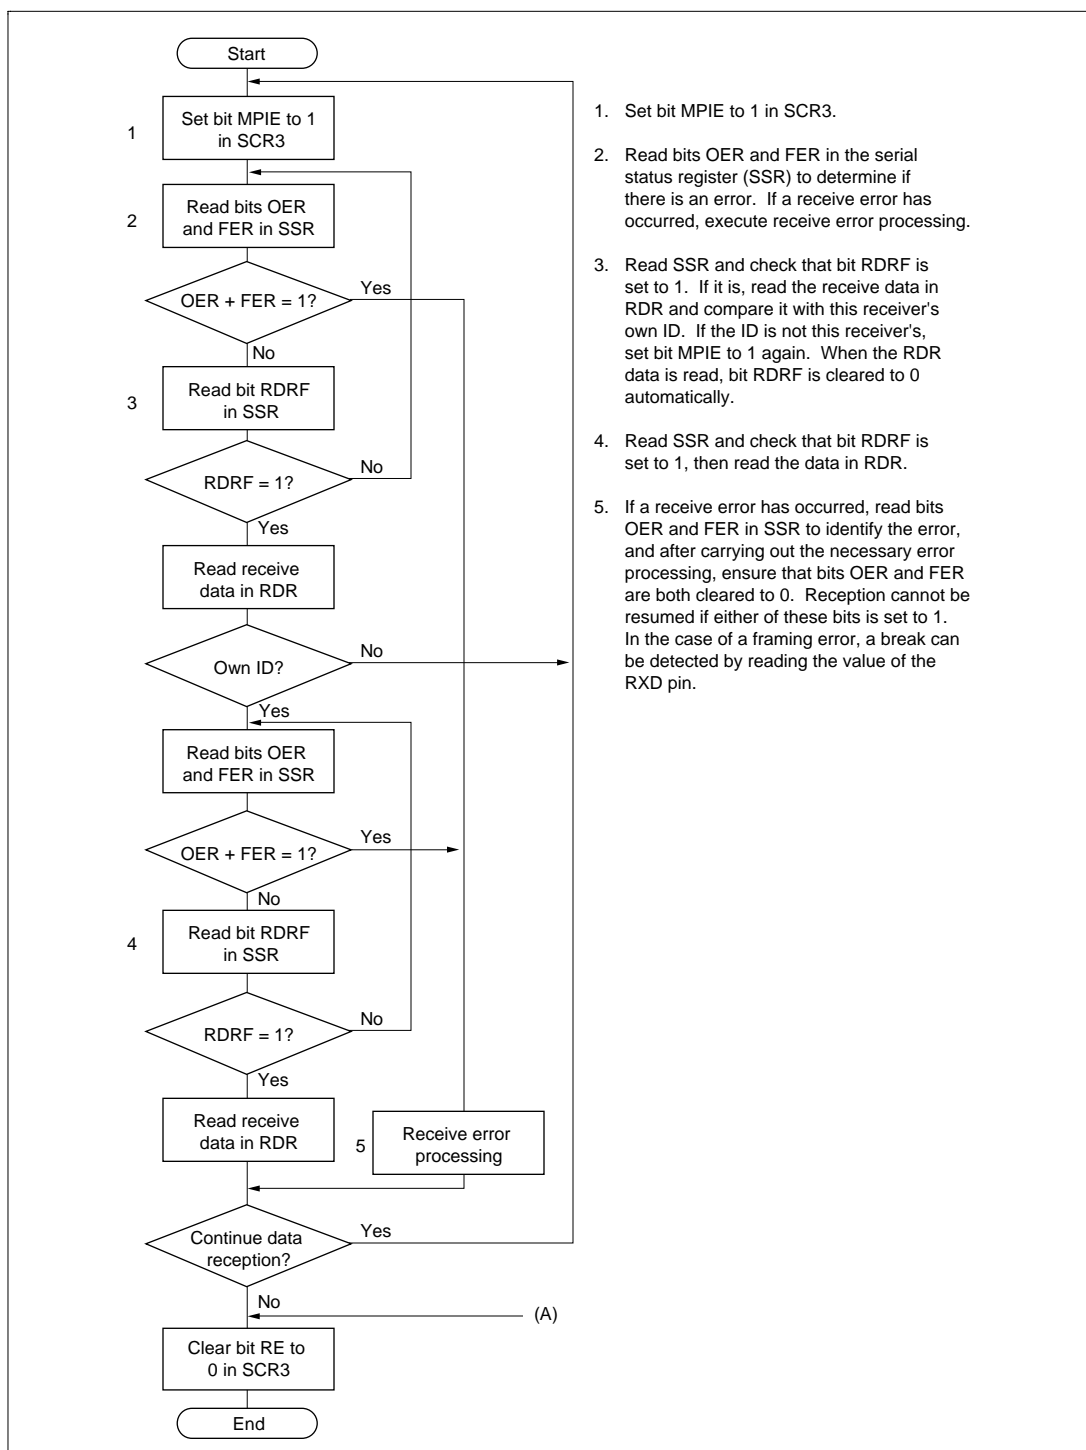 Start
1
Set bit MPIE to 1
in SCR3
2
Read bits OER
and FER in SSR
OER + FER = 1?
Yes
No
3
Read bit RDRF
in SSR
RDRF = 1?
No
Yes
Read receive
data in RDR
Own ID?
No
Yes
Read bits OER
and FER in SSR
OER + FER = 1?
Yes
No
4
Read bit RDRF
in SSR
RDRF = 1?
No
Yes
Read receive
data in RDR
5
Receive error
processing
Continue data
reception?
Yes
No
(A)
Clear bit RE to
0 in SCR3
End
1. Set bit MPIE to 1 in SCR3.
2. Read bits OER and FER in the serial
status register (SSR) to determine if
there is an error. If a receive error has
occurred, execute receive error processing.
3. Read SSR and check that bit RDRF is
set to 1. If it is, read the receive data in
RDR and compare it with this receiver's
own ID. If the ID is not this receiver's,
set bit MPIE to 1 again. When the RDR
data is read, bit RDRF is cleared to 0
automatically.
4. Read SSR and check that bit RDRF is
set to 1, then read the data in RDR.
5. If a receive error has occurred, read bits
OER and FER in SSR to identify the error,
and after carrying out the necessary error
processing, ensure that bits OER and FER
are both cleared to 0. Reception cannot be
resumed if either of these bits is set to 1.
In the case of a framing error, a break can
be detected by reading the value of the
RXD pin.